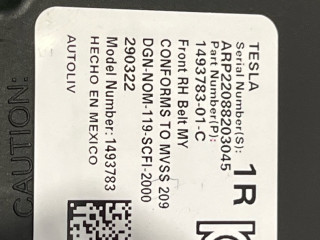 TESLA
Serial Number(S):
ARP22088203045
Part Number(P):
1493783-01-C
1R
Front RH Belt MY
CONFORMS TO MVSS 209
DGN-NOM-119-SCFI-2000
290322
Model Number: 1493783
HECHO EN MEXICO
AUTOLIV
CAUTION: